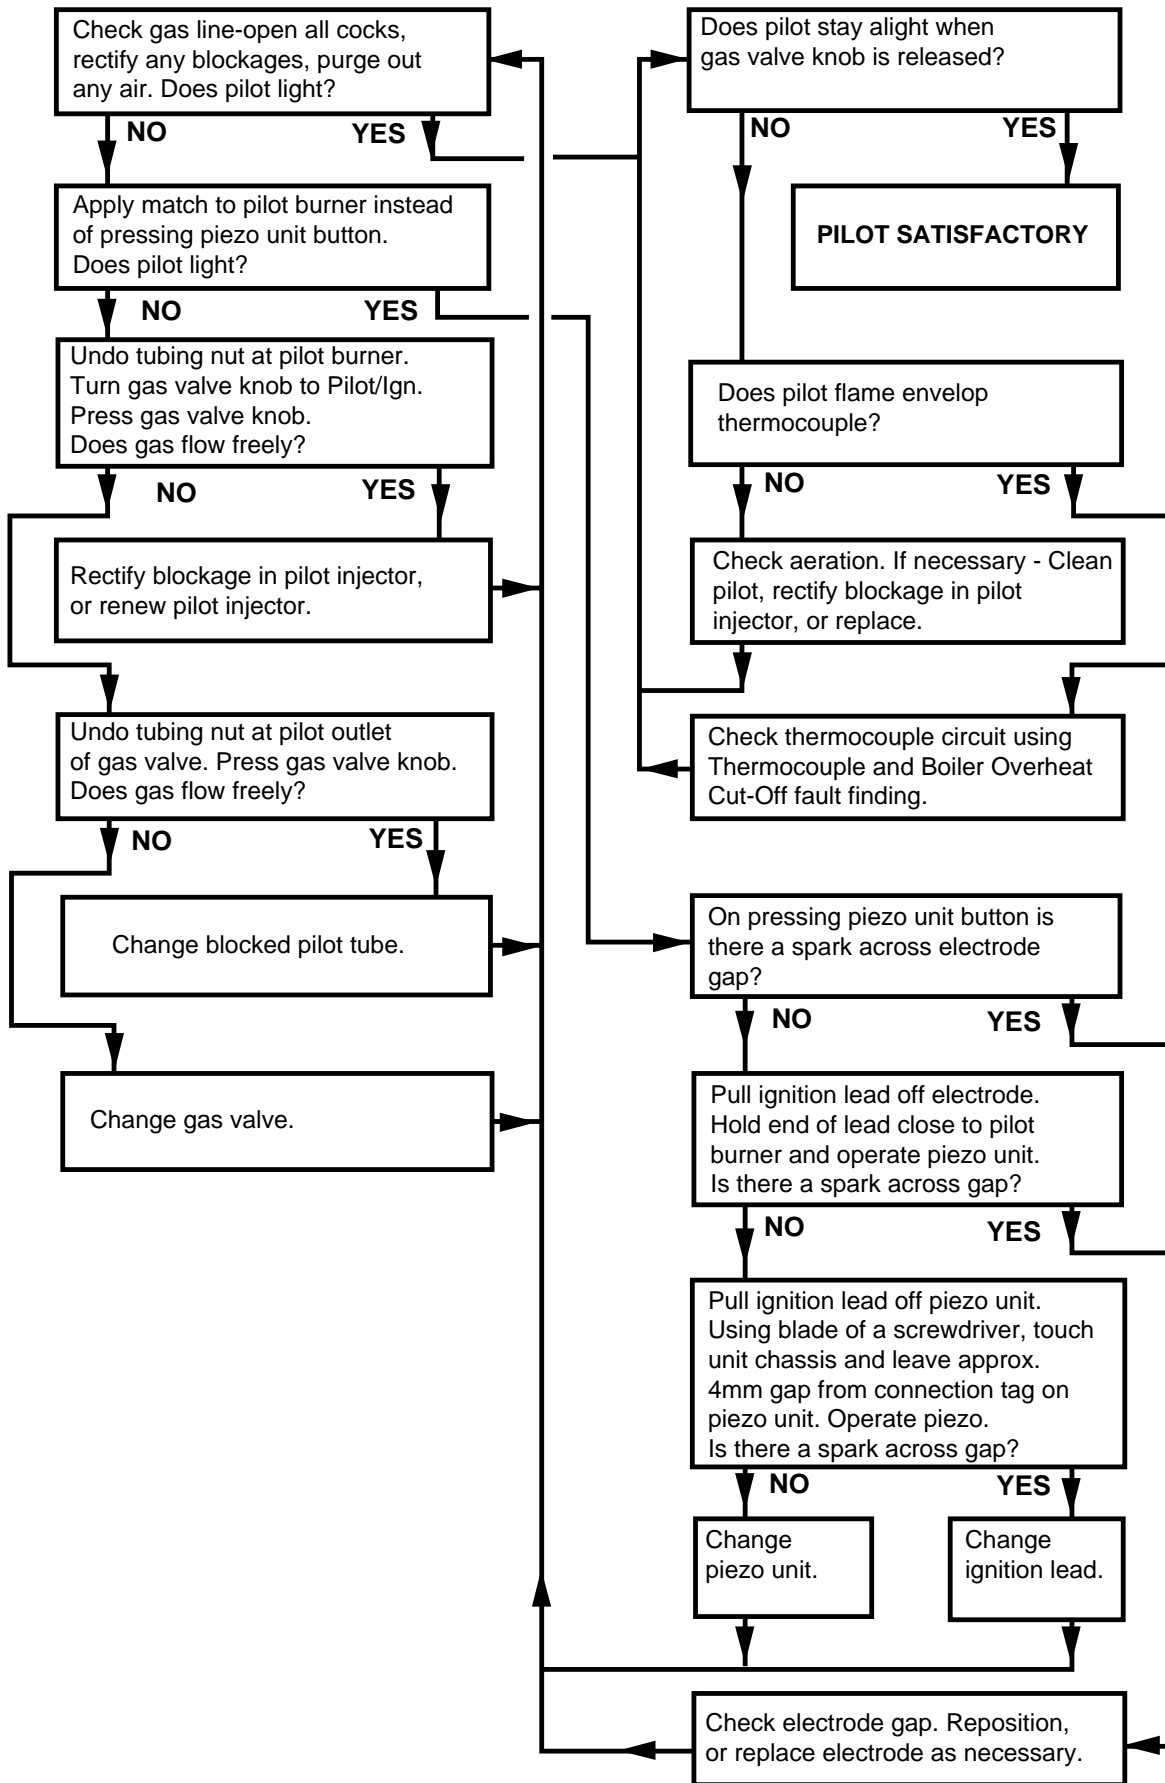 Check gas line-open all cocks,
rectify any blockages, purge out
any air. Does pilot light?
NO
YES
Apply match to pilot burner instead
of pressing piezo unit button.
Does pilot light?
NO
YES
Undo tubing nut at pilot burner.
Turn gas valve knob to Pilot/Ign.
Press gas valve knob.
Does gas flow freely?
NO
YES
Rectify blockage in pilot injector,
or renew pilot injector.
Undo tubing nut at pilot outlet
of gas valve. Press gas valve knob.
Does gas flow freely?
NO
YES
Change blocked pilot tube.
Change gas valve.
Does pilot stay alight when
gas valve knob is released?
NO
YES
PILOT SATISFACTORY
Does pilot flame envelop
thermocouple?
NO
YES
Check aeration. If necessary - Clean
pilot, rectify blockage in pilot
injector, or replace.
Check thermocouple circuit using
Thermocouple and Boiler Overheat
Cut-Off fault finding.
On pressing piezo unit button is
there a spark across electrode
gap?
NO
YES
Pull ignition lead off electrode.
Hold end of lead close to pilot
burner and operate piezo unit.
Is there a spark across gap?
NO
YES
Pull ignition lead off piezo unit.
Using blade of a screwdriver, touch
unit chassis and leave approx.
4mm gap from connection tag on
piezo unit. Operate piezo.
Is there a spark across gap?
NO
YES
Change
piezo unit.
Change
ignition lead.
Check electrode gap. Reposition,
or replace electrode as necessary.